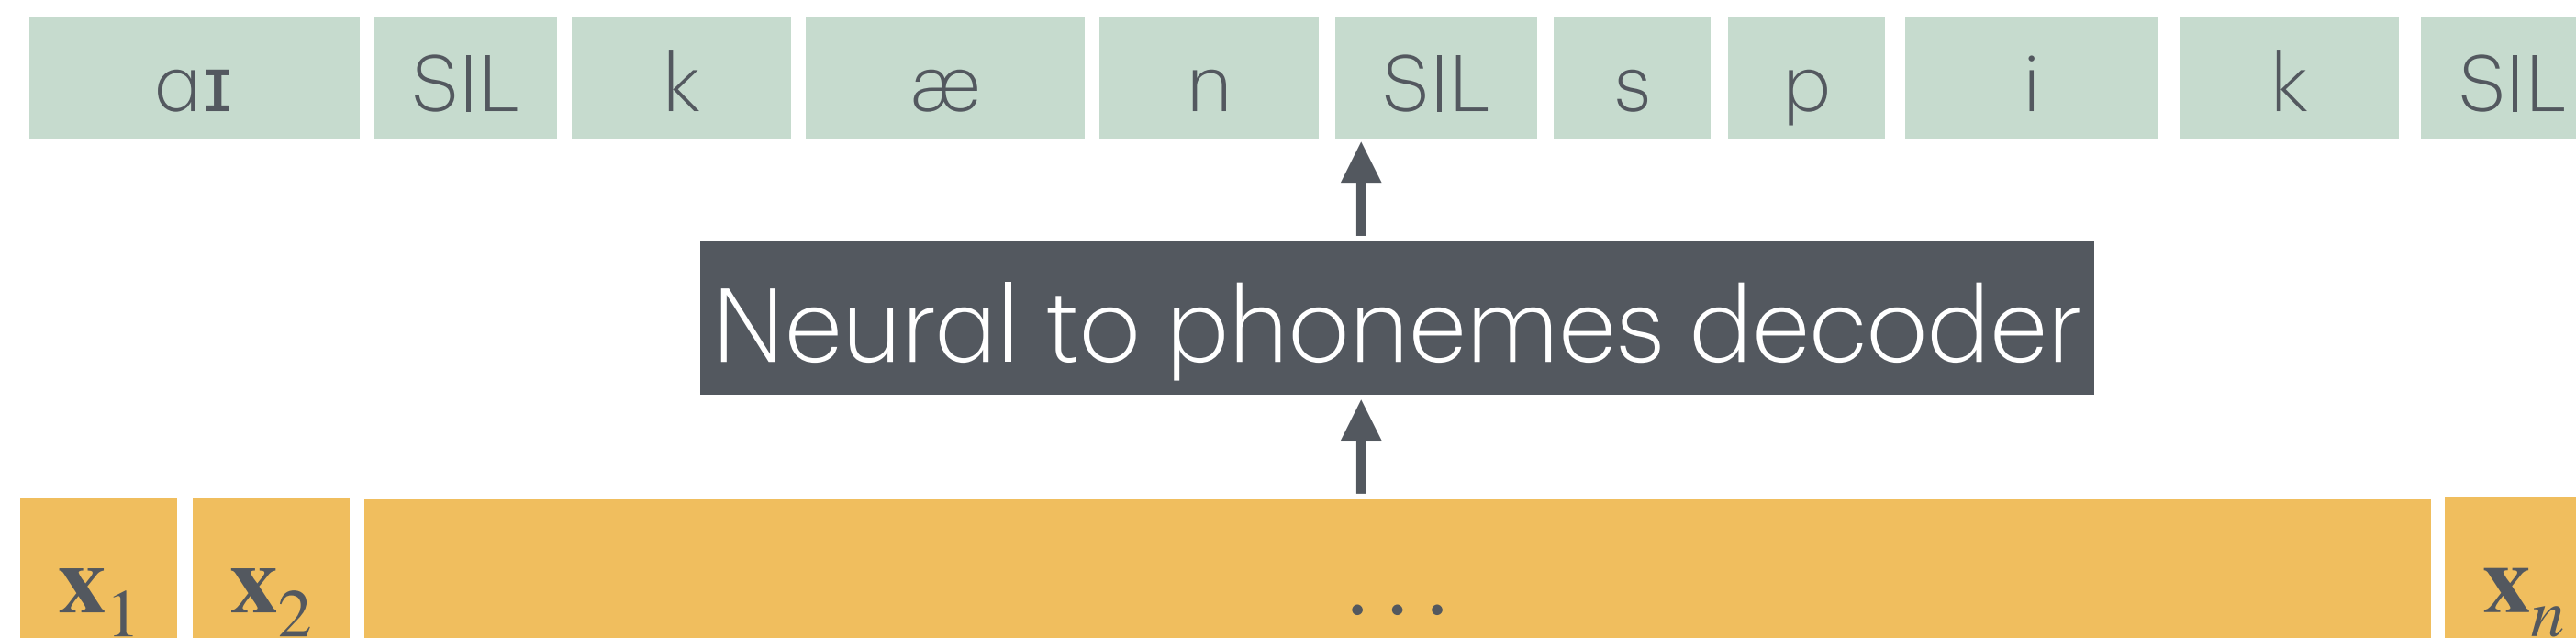 aɪ SIL k æ n SIL s p i k SIL
Neural to phonemes decoder
x₁ x₂ ... xₙ